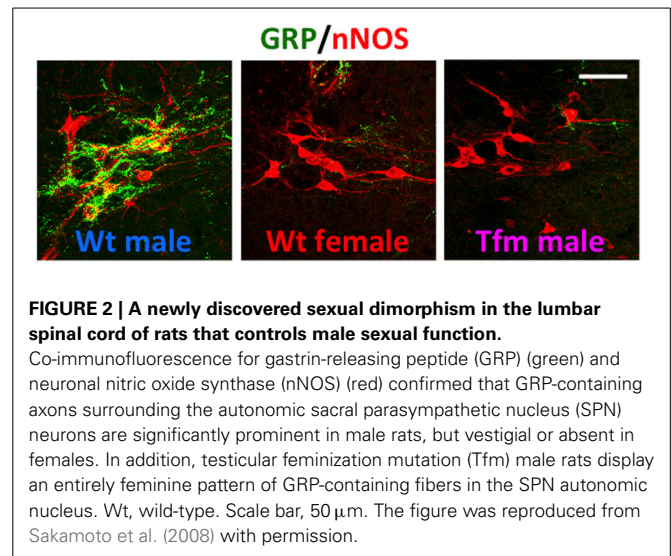 GRP/nNOS
Wt male Wt female Tfm male
FIGURE 2 | A newly discovered sexual dimorphism in the lumbar
spinal cord of rats that controls male sexual function.
Co-immunofluorescence for gastrin-releasing peptide (GRP) (green) and
neuronal nitric oxide synthase (nNOS) (red) confirmed that GRP-containing
axons surrounding the autonomic sacral parasympathetic nucleus (SPN)
neurons are significantly prominent in male rats, but vestigial or absent in
females. In addition, testicular feminization mutation (Tfm) male rats display
an entirely feminine pattern of GRP-containing fibers in the SPN autonomic
nucleus. Wt, wild-type. Scale bar, 50 μm. The figure was reproduced from
Sakamoto et al. (2008) with permission.